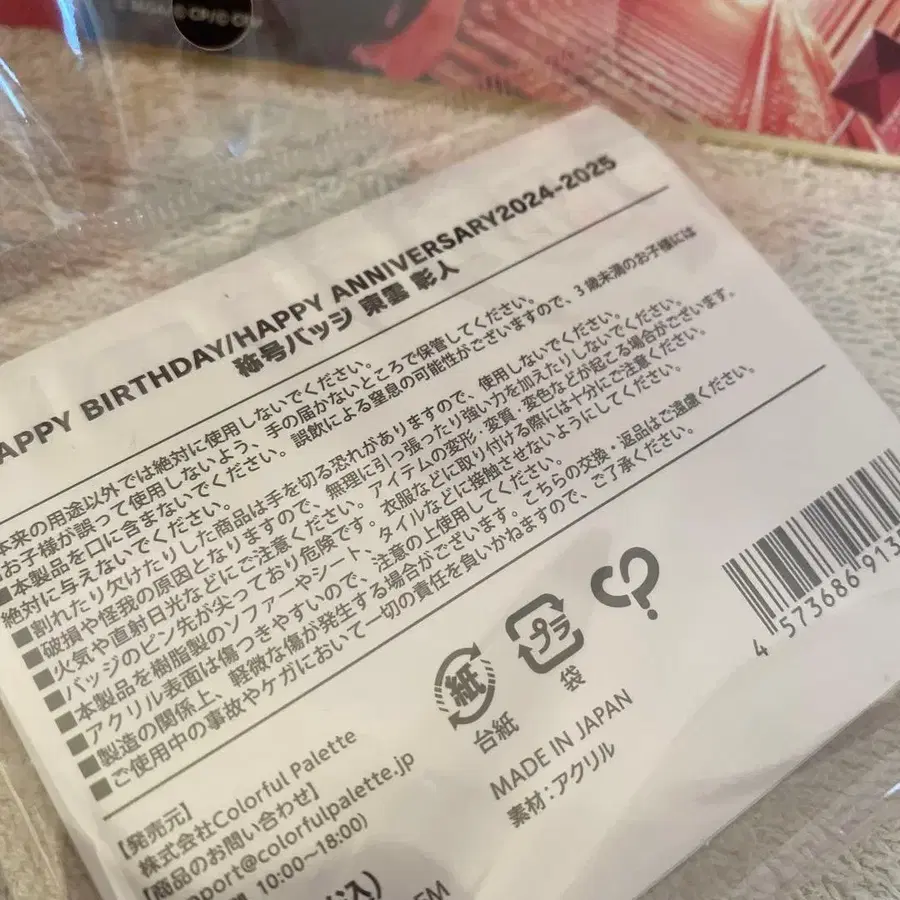 APPY BIRTHDAY/HAPPY ANNIVERSARY2024-2025
称号バッジ 東雲 彰人
本来の用途以外では絶対に使用しないでください。
お子様が誤って使用しないよう、手の届かないところで保管してください。
■本製品を口に含まないでください。誤飲による窒息の可能性がございますので、3歳未満のお子様には
絶対に与えないでください。
■割れたり欠けたりした商品は手を切る恐れがありますので、使用しないでください。
■破損や怪我の原因となりますので、無理に引っ張ったり強い力を加えたりしないでください。
■火気や直射日光などにご注意ください。アイテムの変形、変質、変色などが起こる場合がございます。
■バッジのピン先が尖っており危険です。衣服などに取り付ける際には十分にご注意ください。
■本製品を樹脂製のソファーやシート、タイルなどに接触させないようにしてください。
■アクリル表面は傷つきやすいので、注意の上使用してください。
■製造の関係上、軽微な傷が発生する場合がございます。こちらの交換・返品はご遠慮ください。
■ご使用中の事故やケガにおいて一切の責任を負いかねますので、ご了承ください。
【発売元】
株式会社Colorful Palette
【商品のお問い合わせ】
pport@colorfulpalette.jp
10:00~18:00)
紙
台紙
プラ
袋
MADE IN JAPAN
素材:アクリル
4 573686 913